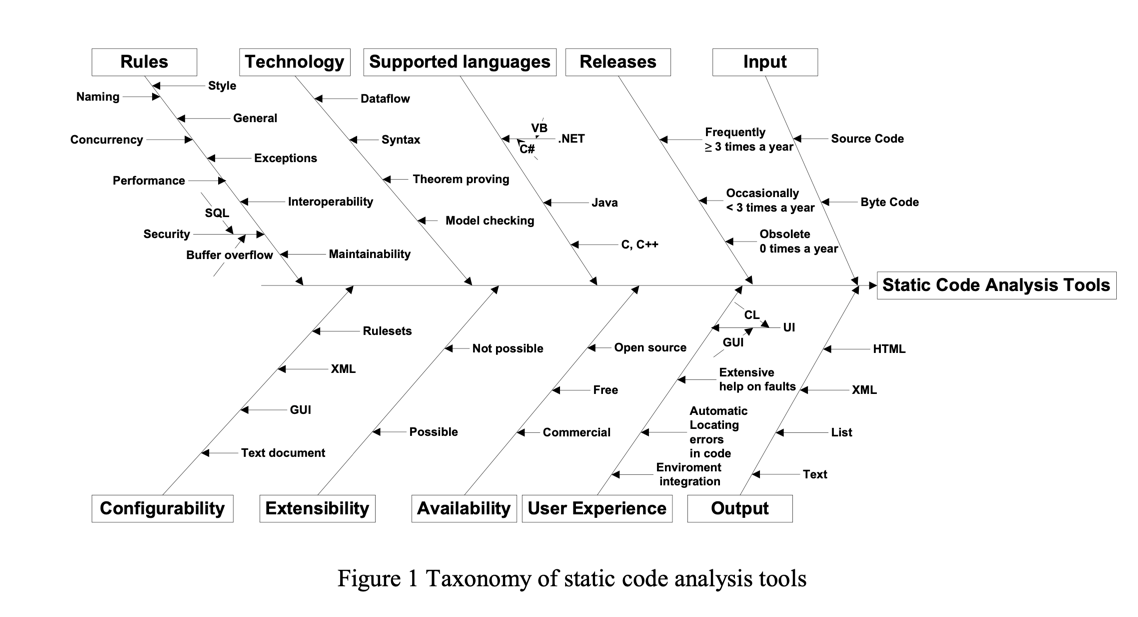 Rules
Technology
Supported languages
Releases
Input
Style
Naming
General
Concurrency
Exceptions
Performance
Interoperability
SQL
Security
Buffer overflow
Maintainability
Dataflow
Syntax
Theorem proving
Model checking
VB
.NET
C#
Java
C, C++
Frequently
≥ 3 times a year
Occasionally
< 3 times a year
Obsolete
0 times a year
Source Code
Byte Code
Static Code Analysis Tools
Rulesets
XML
GUI
Text document
Not possible
Possible
Open source
Free
Commercial
CL
UI
GUI
Extensive
help on faults
Automatic
Locating
errors
in code
Enviroment
integration
HTML
XML
List
Text
Configurability
Extensibility
Availability
User Experience
Output
Figure 1 Taxonomy of static code analysis tools